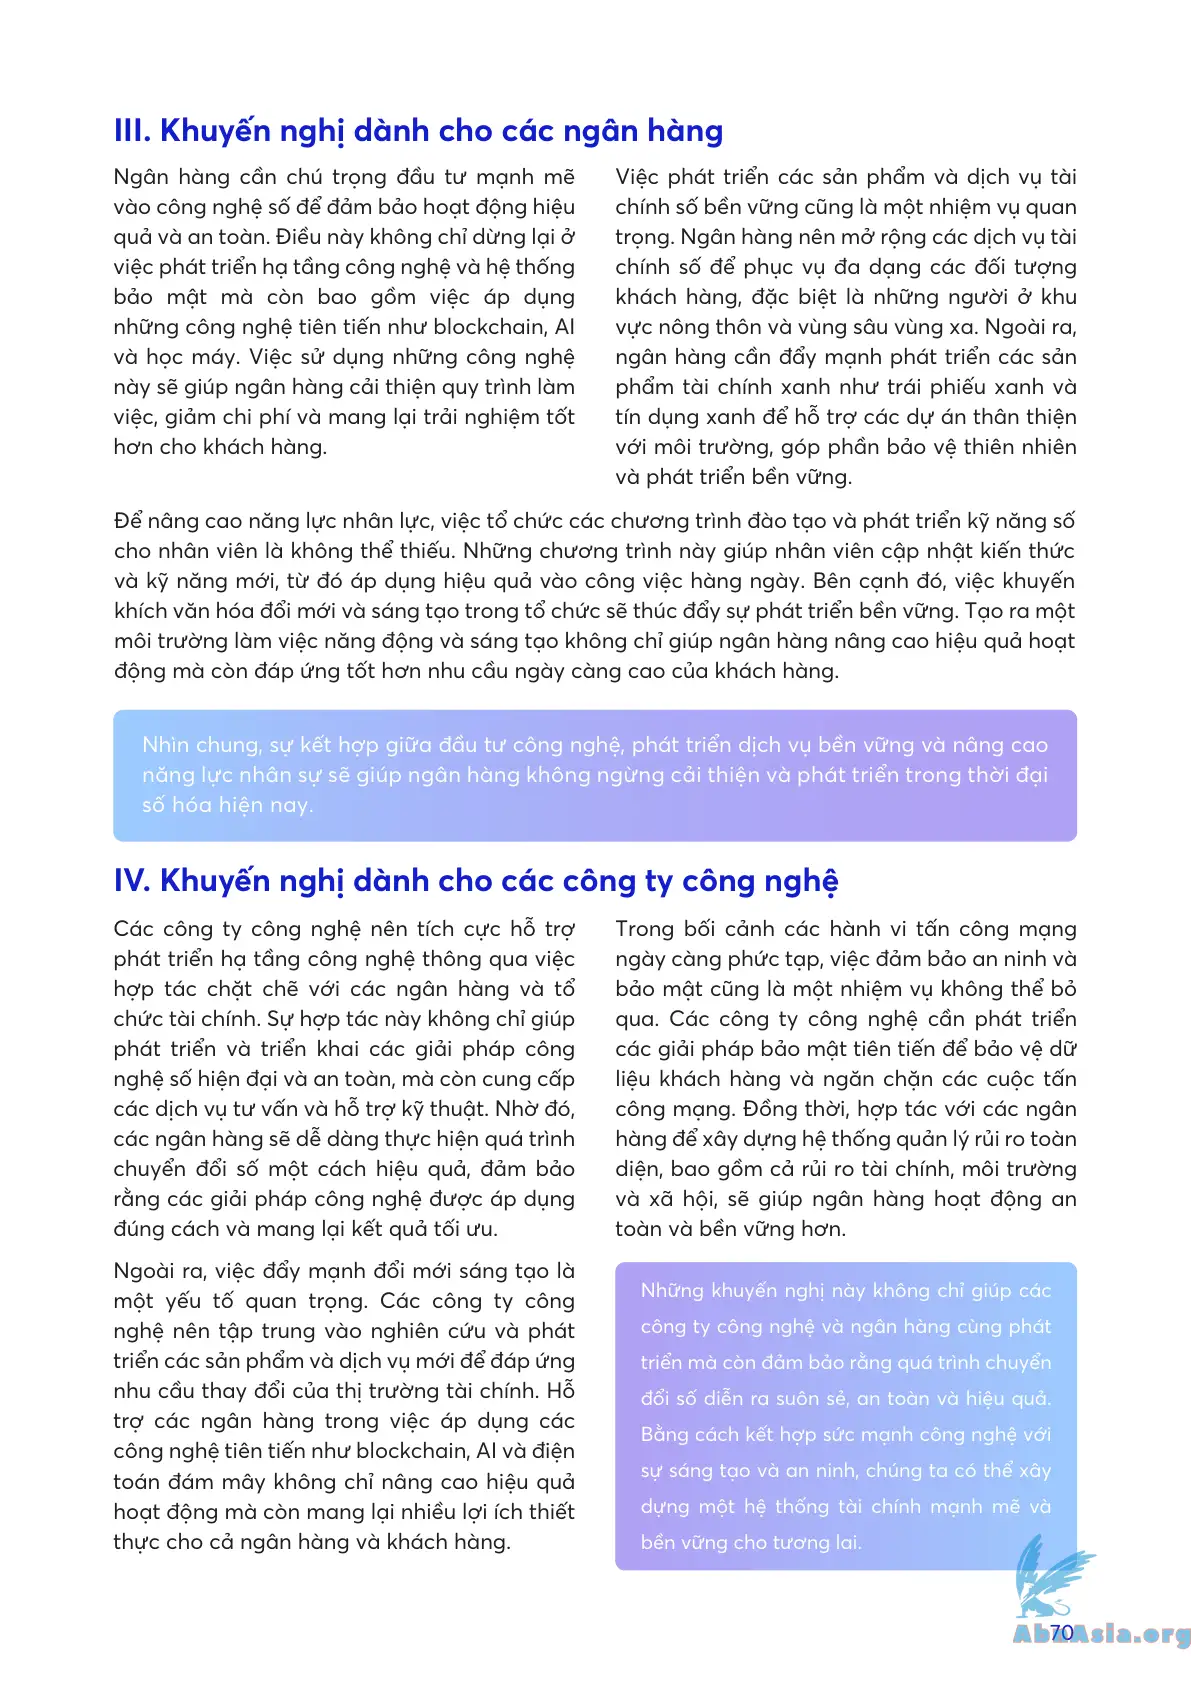 III. Khuyến nghị dành cho các ngân hàng
Ngân hàng cần chú trọng đầu tư mạnh mẽ
vào công nghệ số để đảm bảo hoạt động hiệu
quả và an toàn. Điều này không chỉ dừng lại ở
việc phát triển hạ tầng công nghệ và hệ thống
bảo mật mà còn bao gồm việc áp dụng
những công nghệ tiên tiến như blockchain, AI
và học máy. Việc sử dụng những công nghệ
này sẽ giúp ngân hàng cải thiện quy trình làm
việc, giảm chi phí và mang lại trải nghiệm tốt
hơn cho khách hàng.
Việc phát triển các sản phẩm và dịch vụ tài
chính số bền vững cũng là một nhiệm vụ quan
trọng. Ngân hàng nên mở rộng các dịch vụ tài
chính số để phục vụ đa dạng các đối tượng
khách hàng, đặc biệt là những người ở khu
vực nông thôn và vùng sâu vùng xa. Ngoài ra,
ngân hàng cần đẩy mạnh phát triển các sản
phẩm tài chính xanh như trái phiếu xanh và
tín dụng xanh để hỗ trợ các dự án thân thiện
với môi trường, góp phần bảo vệ thiên nhiên
và phát triển bền vững.
Để nâng cao năng lực nhân lực, việc tổ chức các chương trình đào tạo và phát triển kỹ năng số
cho nhân viên là không thể thiếu. Những chương trình này giúp nhân viên cập nhật kiến thức
và kỹ năng mới, từ đó áp dụng hiệu quả vào công việc hàng ngày. Bên cạnh đó, việc khuyến
khích văn hóa đổi mới và sáng tạo trong tổ chức sẽ thúc đẩy sự phát triển bền vững. Tạo ra một
môi trường làm việc năng động và sáng tạo không chỉ giúp ngân hàng nâng cao hiệu quả hoạt
động mà còn đáp ứng tốt hơn nhu cầu ngày càng cao của khách hàng.
Nhìn chung, sự kết hợp giữa đầu tư công nghệ, phát triển dịch vụ bền vững và nâng cao
năng lực nhân sự sẽ giúp ngân hàng không ngừng cải thiện và phát triển trong thời đại
số hóa hiện nay.
IV. Khuyến nghị dành cho các công ty công nghệ
Các công ty công nghệ nên tích cực hỗ trợ
phát triển hạ tầng công nghệ thông qua việc
hợp tác chặt chẽ với các ngân hàng và tổ
chức tài chính. Sự hợp tác này không chỉ giúp
phát triển và triển khai các giải pháp công
nghệ số hiện đại và an toàn, mà còn cung cấp
các dịch vụ tư vấn và hỗ trợ kỹ thuật. Nhờ đó,
các ngân hàng sẽ dễ dàng thực hiện quá trình
chuyển đổi số một cách hiệu quả, đảm bảo
rằng các giải pháp công nghệ được áp dụng
đúng cách và mang lại kết quả tối ưu.
Ngoài ra, việc đẩy mạnh đổi mới sáng tạo là
một yếu tố quan trọng. Các công ty công
nghệ nên tập trung vào nghiên cứu và phát
triển các sản phẩm và dịch vụ mới để đáp ứng
nhu cầu thay đổi của thị trường tài chính. Hỗ
trợ các ngân hàng trong việc áp dụng các
công nghệ tiên tiến như blockchain, AI và điện
toán đám mây không chỉ nâng cao hiệu quả
hoạt động mà còn mang lại nhiều lợi ích thiết
thực cho cả ngân hàng và khách hàng.
Trong bối cảnh các hành vi tấn công mạng
ngày càng phức tạp, việc đảm bảo an ninh và
bảo mật cũng là một nhiệm vụ không thể bỏ
qua. Các công ty công nghệ cần phát triển
các giải pháp bảo mật tiên tiến để bảo vệ dữ
liệu khách hàng và ngăn chặn các cuộc tấn
công mạng. Đồng thời, hợp tác với các ngân
hàng để xây dựng hệ thống quản lý rủi ro toàn
diện, bao gồm cả rủi ro tài chính, môi trường
và xã hội, sẽ giúp ngân hàng hoạt động an
toàn và bền vững hơn.
Những khuyến nghị này không chỉ giúp các
công ty công nghệ và ngân hàng cùng phát
triển mà còn đảm bảo rằng quá trình chuyển
đổi số diễn ra suôn sẻ, an toàn và hiệu quả.
Bằng cách kết hợp sức mạnh công nghệ với
sự sáng tạo và an ninh, chúng ta có thể xây
dựng một hệ thống tài chính mạnh mẽ và
bền vững cho tương lai.
70